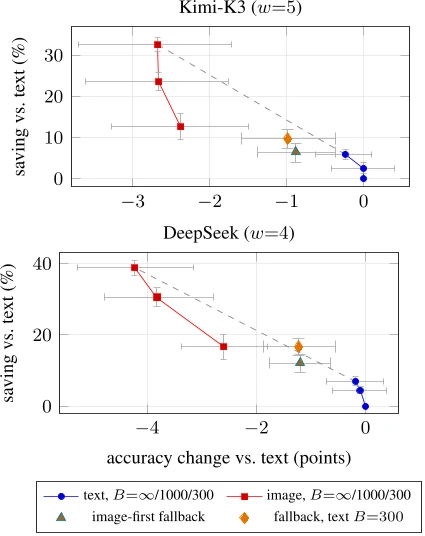 Kimi-K3 (w=5)
saving vs. text (%)
30
20
10
0
−3
−2
−1
0
DeepSeek (w=4)
saving vs. text (%)
40
20
0
−4
−2
0
accuracy change vs. text (points)
text, B=∞/1000/300
image, B=∞/1000/300
image-first fallback
fallback, text B=300